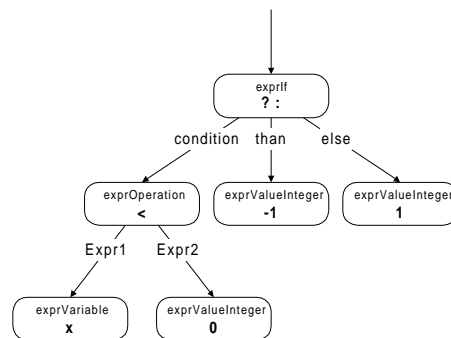 exprIf
? :
condition than else
exprOperation
<
exprValueInteger
-1
exprValueInteger
1
Expr1 Expr2
exprVariable
x
exprValueInteger
0